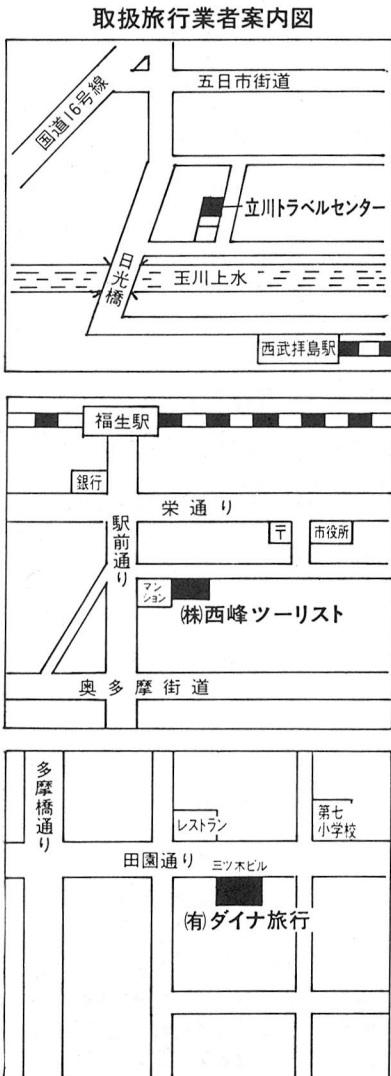 取扱旅行業者案内図
五日市街道
国道16号線
立川トラベルセンター
日光橋
玉川上水
西武拝島駅
福生駅
銀行
栄通り
駅前通り
〒
市役所
マンション
(株)西峰ツーリスト
奥多摩街道
多摩橋通り
レストラン
第七
小学校
田園通り
三ツ木ビル
(有)ダイナ旅行